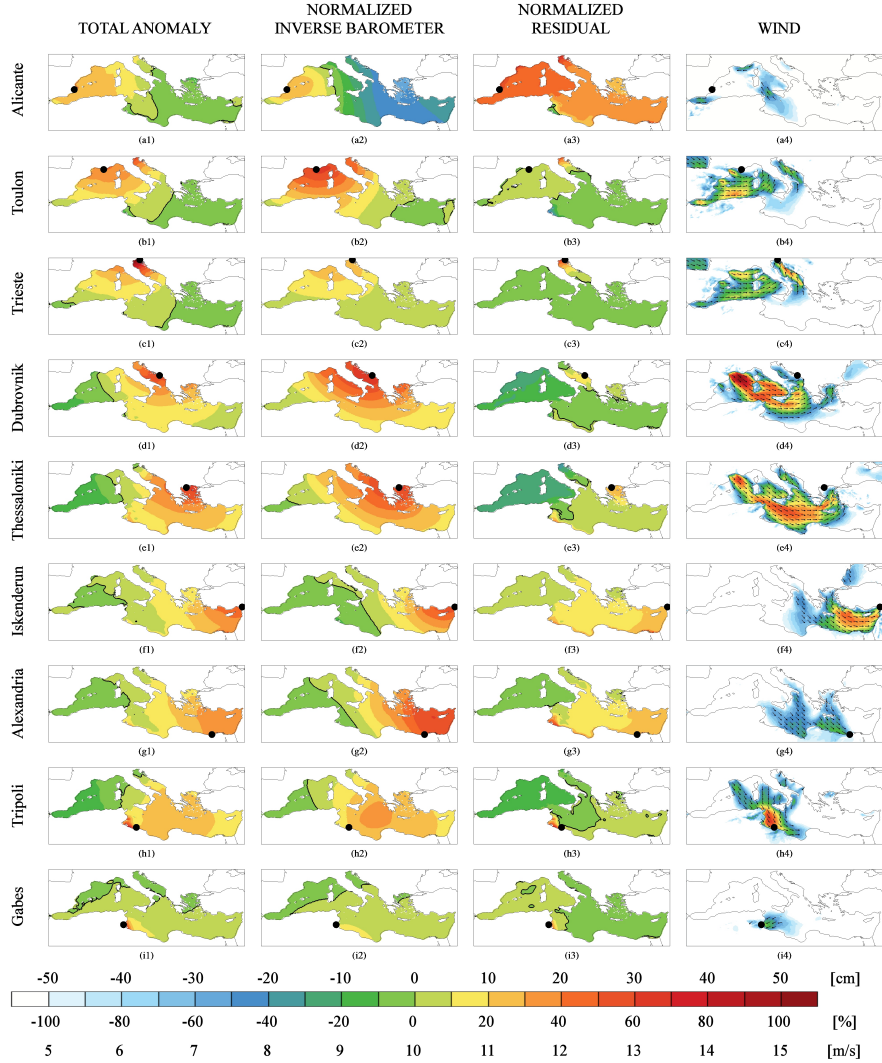 TOTAL ANOMALY
NORMALIZED
INVERSE BAROMETER
NORMALIZED
RESIDUAL
WIND
Alicante
(a1) (a2) (a3) (a4)
Toulon
(b1) (b2) (b3) (b4)
Trieste
(c1) (c2) (c3) (c4)
Dubrovnik
(d1) (d2) (d3) (d4)
Thessaloniki
(e1) (e2) (e3) (e4)
Iskenderun
(f1) (f2) (f3) (f4)
Alexandria
(g1) (g2) (g3) (g4)
Tripoli
(h1) (h2) (h3) (h4)
Gabes
(i1) (i2) (i3) (i4)
-50 -40 -30 -20 -10 0 10 20 30 40 50 [cm]
-100 -80 -60 -40 -20 0 20 40 60 80 100 [%]
5 6 7 8 9 10 11 12 13 14 15 [m/s]